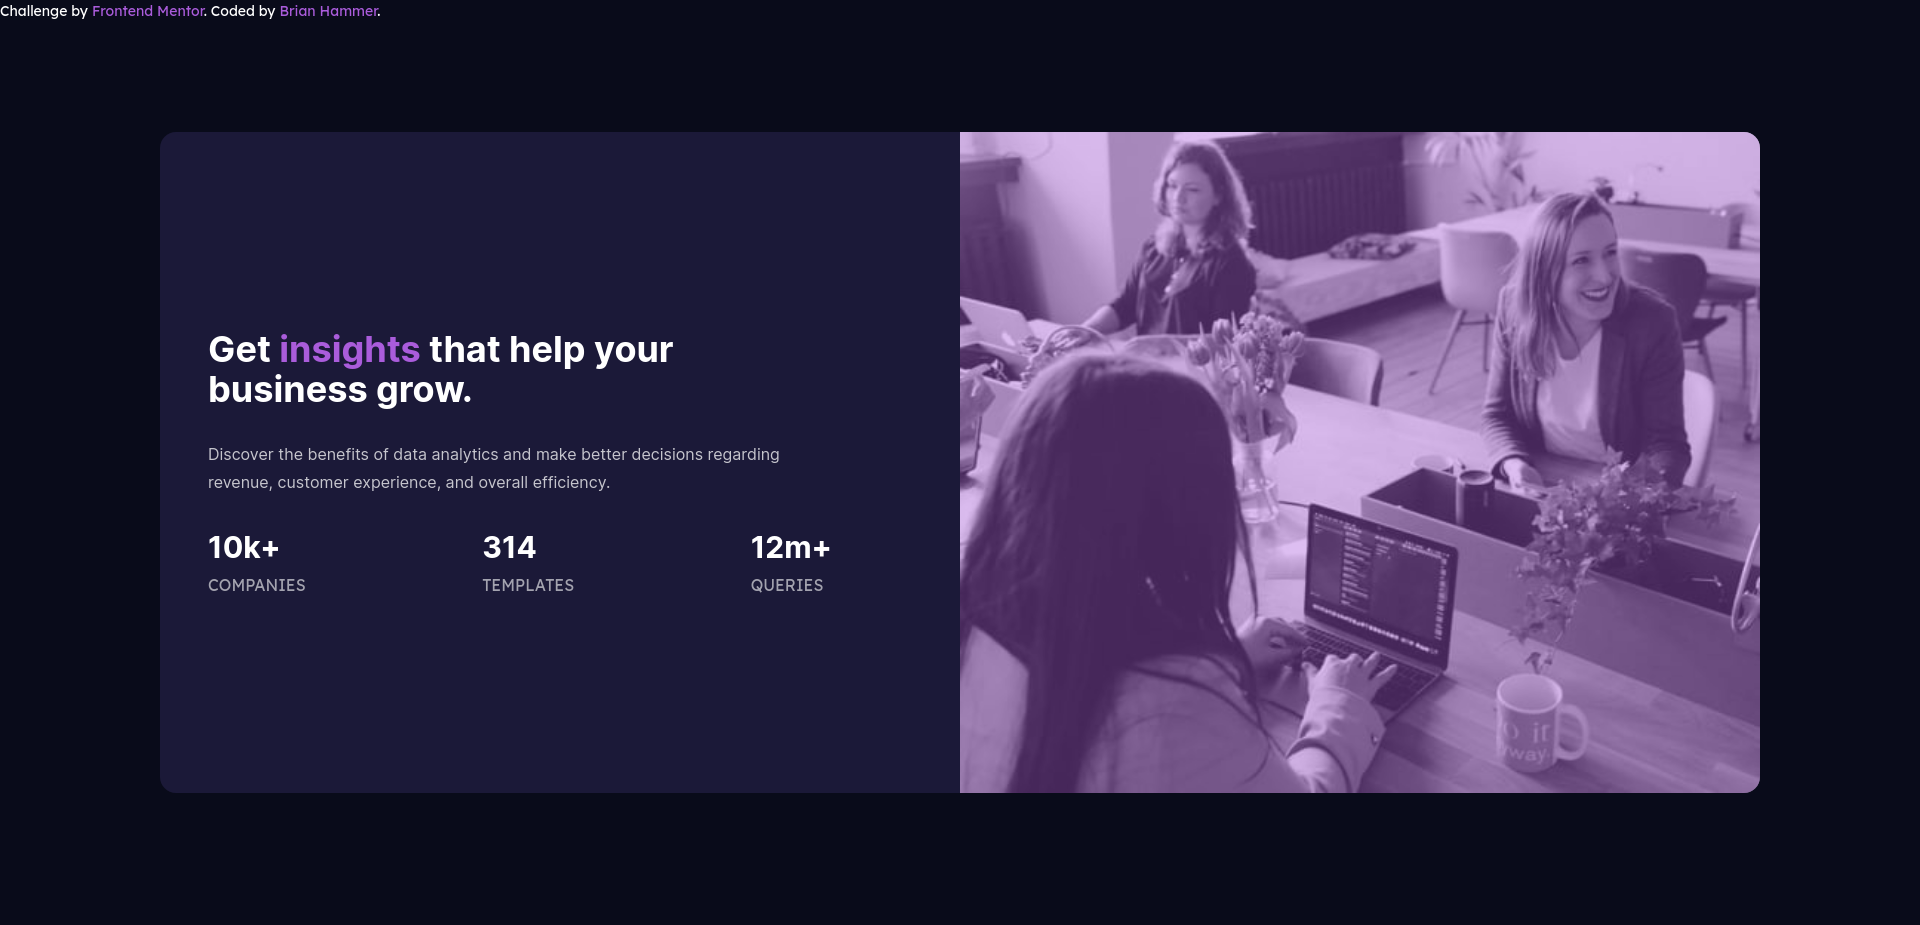 Challenge by Frontend Mentor. Coded by Brian Hammer.
Get insights that help your
business grow.
Discover the benefits of data analytics and make better decisions regarding
revenue, customer experience, and overall efficiency.
10k+ 314 12m+
COMPANIES TEMPLATES QUERIES